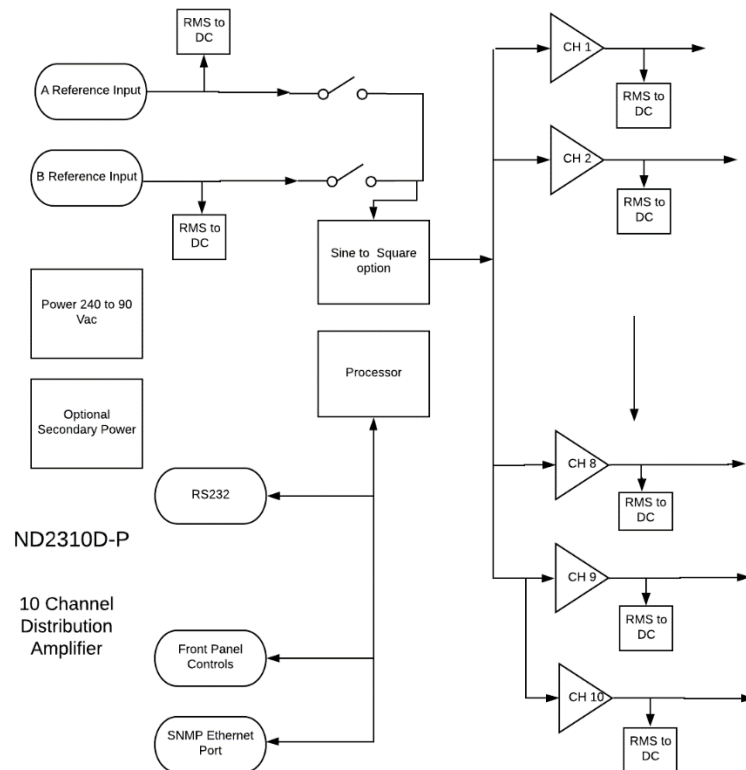 RMS to
DC
CH 1
A Reference Input
RMS to
DC
CH 2
B Reference Input
RMS to
DC
RMS to
DC
Sine to Square
option
Power 240 to 90
Vac
Processor
Optional
Secondary Power
CH 8
RS232
RMS to
DC
ND2310D-P
CH 9
10 Channel
Distribution
Amplifier
RMS to
DC
Front Panel
Controls
CH 10
SNMP Ethernet
Port
RMS to
DC